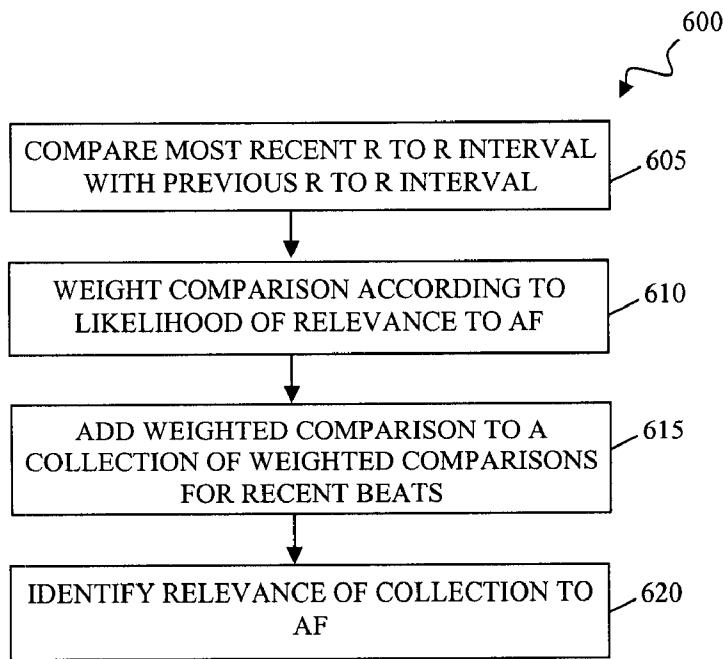 600
COMPARE MOST RECENT R TO R INTERVAL
WITH PREVIOUS R TO R INTERVAL
605
WEIGHT COMPARISON ACCORDING TO
LIKELIHOOD OF RELEVANCE TO AF
610
ADD WEIGHTED COMPARISON TO A
COLLECTION OF WEIGHTED COMPARISONS
FOR RECENT BEATS
615
IDENTIFY RELEVANCE OF COLLECTION TO
AF
620